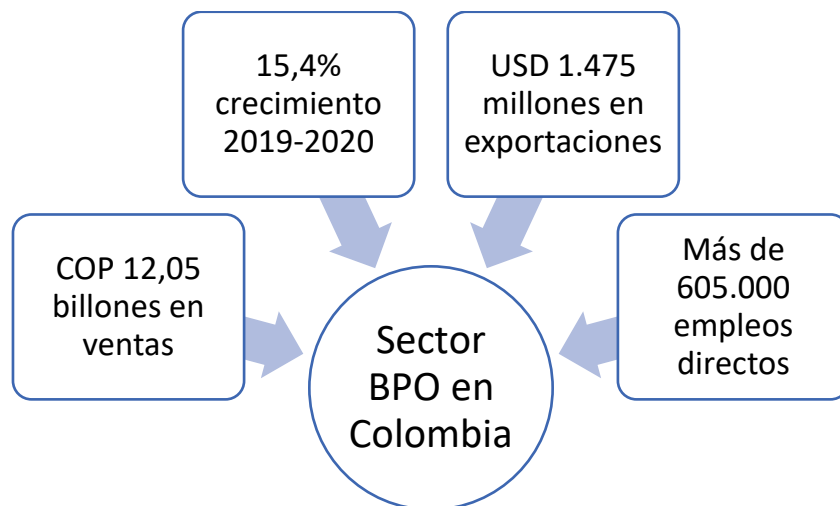 15,4%
crecimiento
2019-2020
USD 1.475
millones en
exportaciones
COP 12,05
billones en
ventas
Más de
605.000
empleos
directos
Sector
BPO en
Colombia